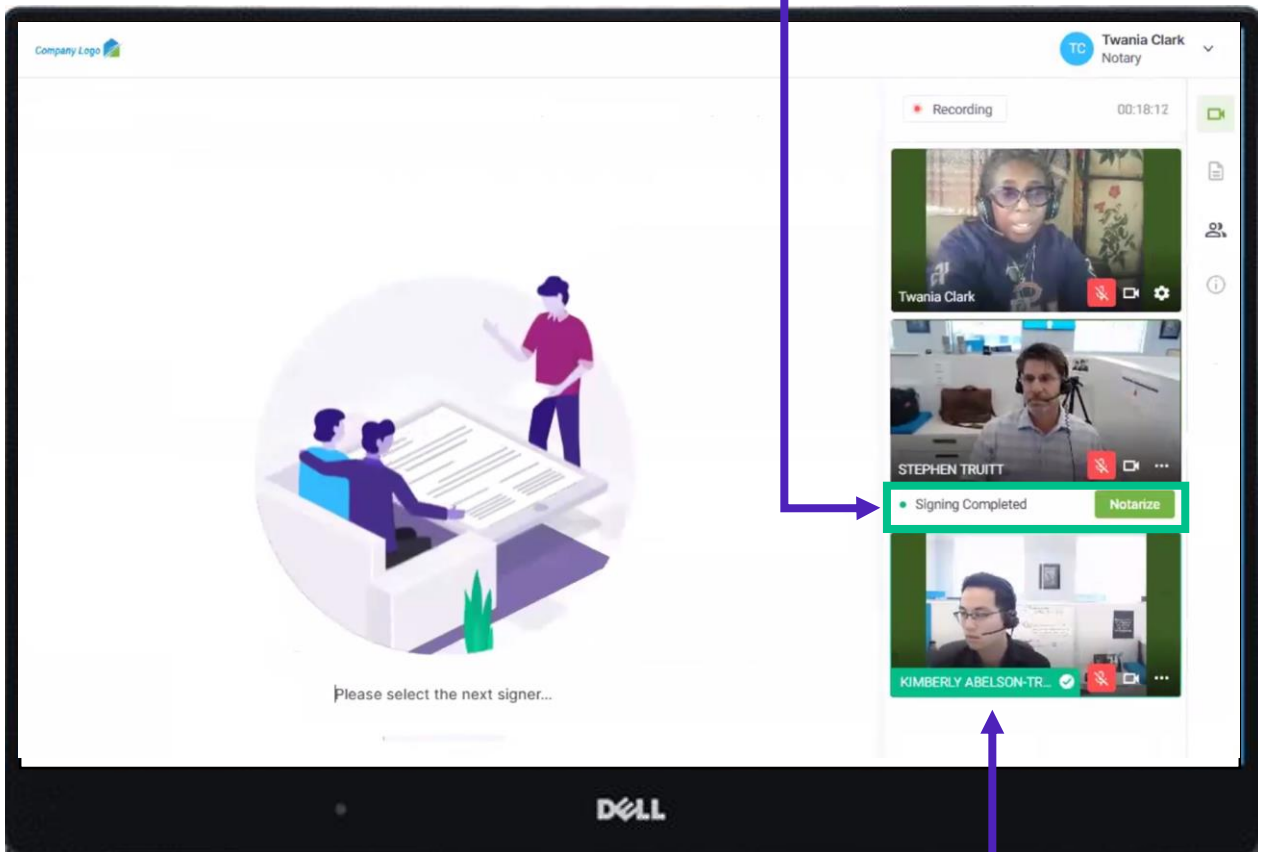 Company Logo
Twania Clark
TC
Notary
Recording
00:18:12
Twania Clark
STEPHEN TRUITT
Signing Completed
Notarize
KIMBERLY ABELSON-TR...
Please select the next signer...
DELL